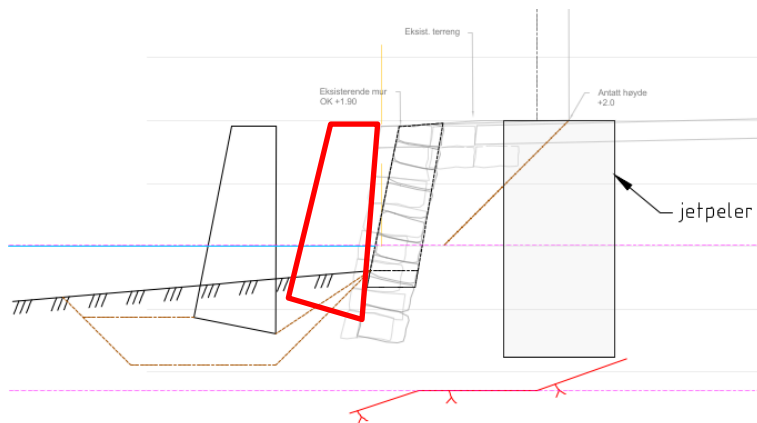 Eksist. terreng
Eksisterende mur
OK +1.90
Antatt høyde
+2.0
jetpeler